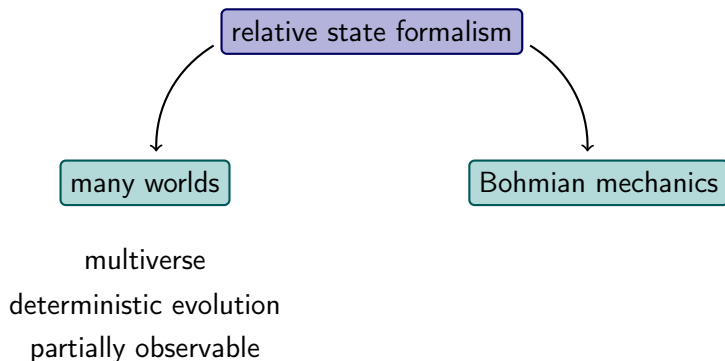 relative state formalism
many worlds
Bohmian mechanics
multiverse
deterministic evolution
partially observable